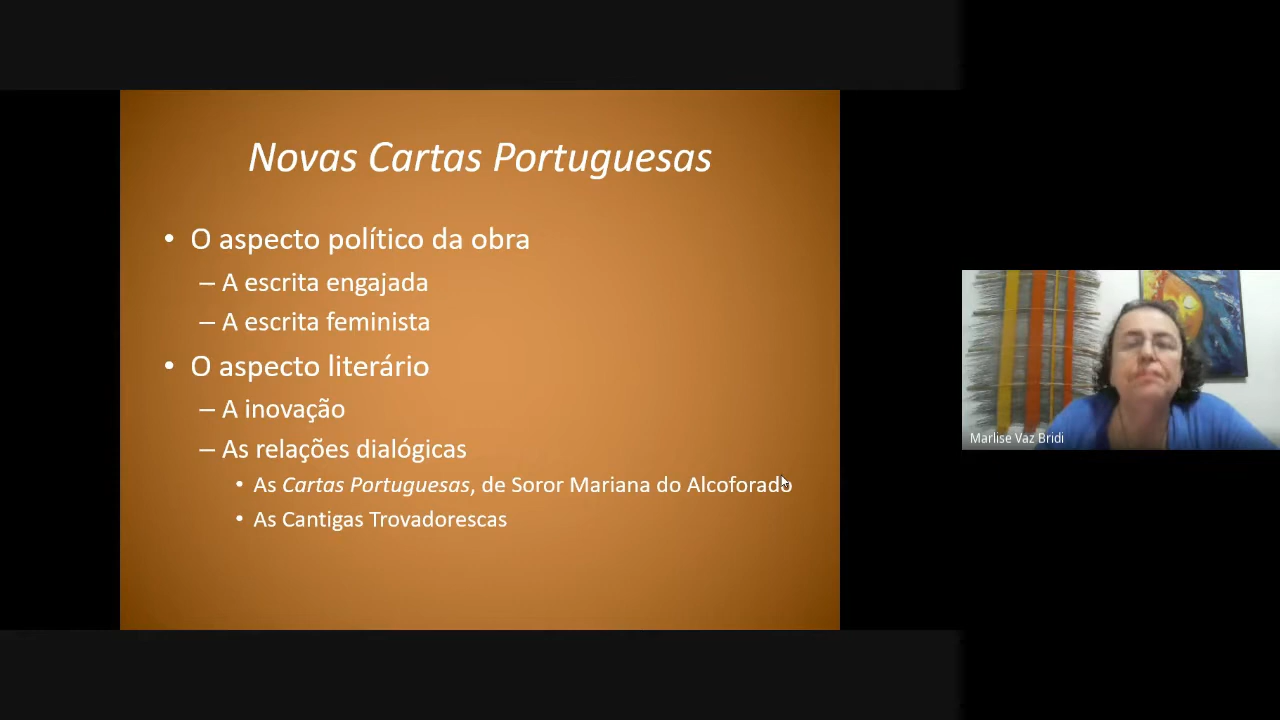 Novas Cartas Portuguesas
• O aspecto político da obra
– A escrita engajada
– A escrita feminista
• O aspecto literário
– A inovação
– As relações dialógicas
• As Cartas Portuguesas, de Soror Mariana do Alcoforado
• As Cantigas Trovadorescas
Marlise Vaz Bridi